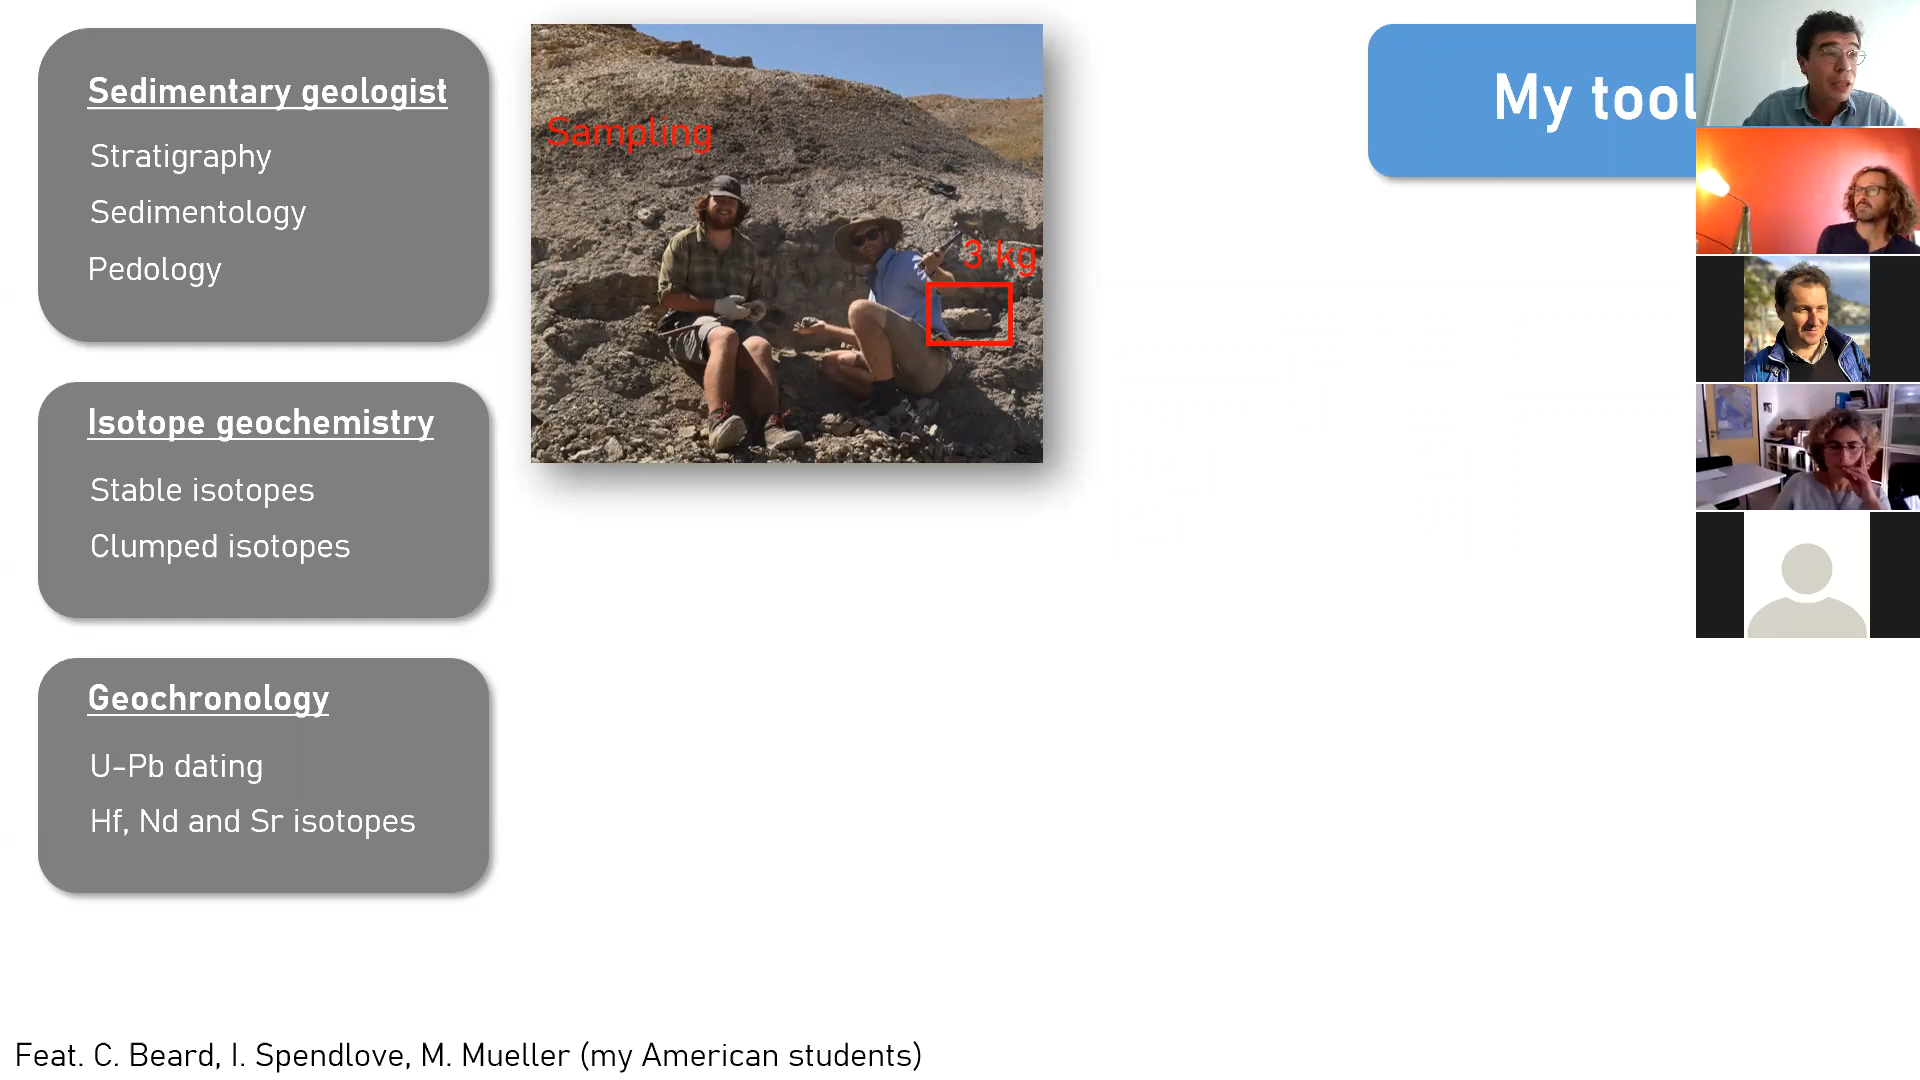 Sedimentary geologist
Stratigraphy
Sedimentology
Pedology
Isotope geochemistry
Stable isotopes
Clumped isotopes
Geochronology
U-Pb dating
Hf, Nd and Sr isotopes
Sampling
3 kg
My tool
Feat. C. Beard, I. Spendlove, M. Mueller (my American students)